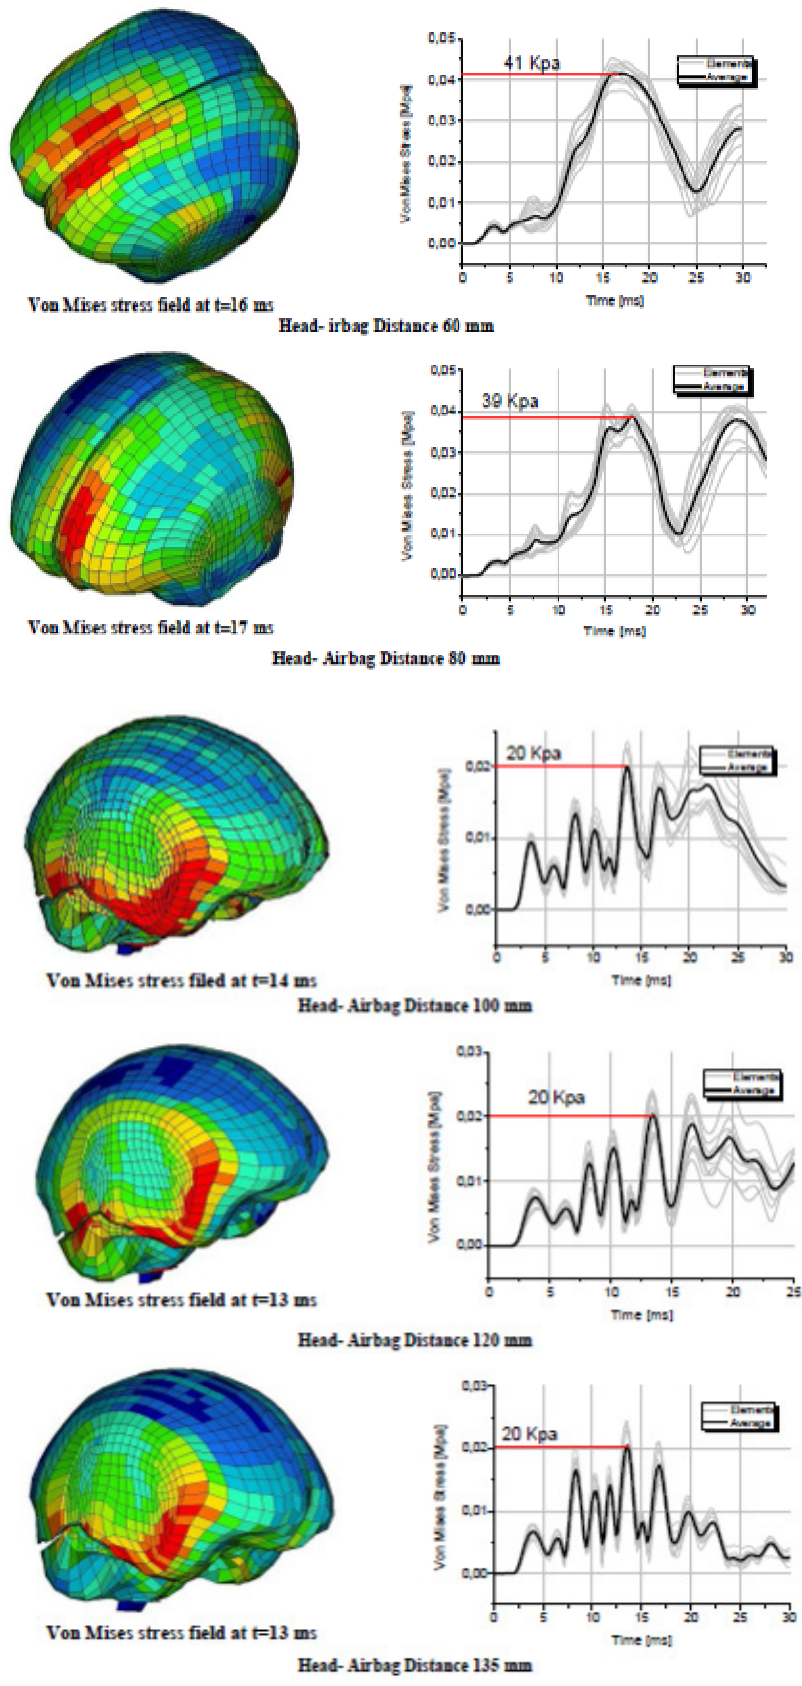 0,05
41 Kpa
Elements
Average
0,04
0,03
0,02
0,01
0,00
Von Mises Stress [Mpa]
0 5 10 15 20 25 30
Time [ms]
Von Mises stress field at t=16 ms
Head- irbag Distance 60 mm
0,05
39 Kpa
Elements
Average
0,04
0,03
0,02
0,01
0,00
Von Mises Stress [Mpa]
0 5 10 15 20 25 30
Time [ms]
Von Mises stress field at t=17 ms
Head- Airbag Distance 80 mm
20 Kpa
Elements
Average
0,02
0,01
0,00
Von Mises Stress [Mpa]
0 5 10 15 20 25 30
Time [ms]
Von Mises stress filed at t=14 ms
Head- Airbag Distance 100 mm
0,03
20 Kpa
Elements
Average
0,02
0,01
0,00
Von Mises Stress [Mpa]
0 5 10 15 20 25
Time [ms]
Von Mises stress field at t=13 ms
Head- Airbag Distance 120 mm
0,03
20 Kpa
Elements
Average
0,02
0,01
0,00
Von Mises Stress [Mpa]
0 5 10 15 20 25 30
Time [ms]
Von Mises stress field at t=13 ms
Head- Airbag Distance 135 mm